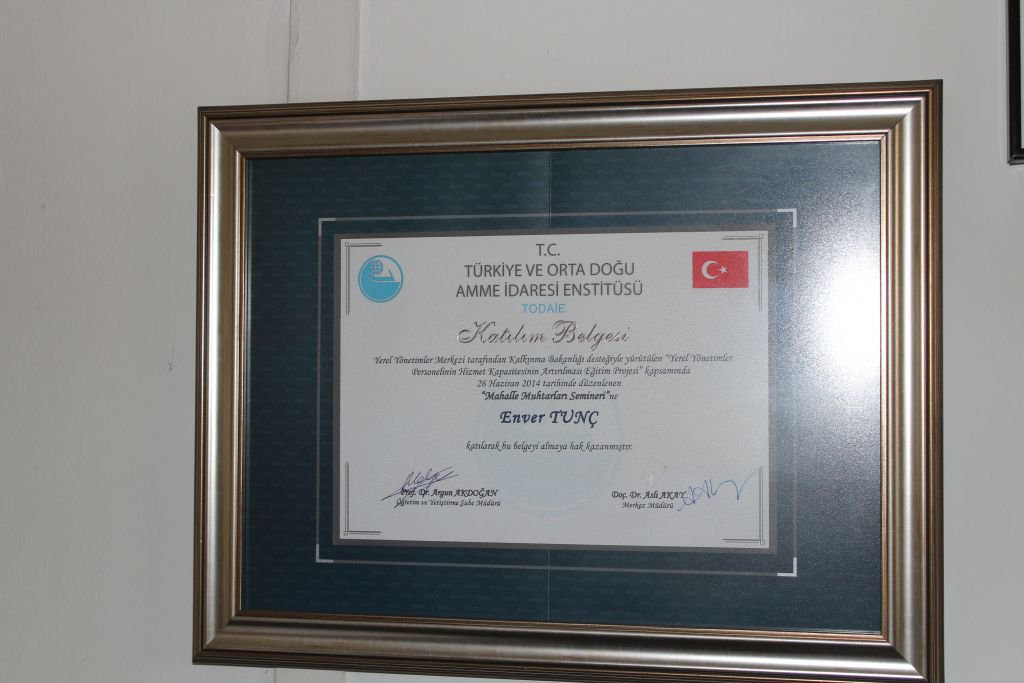 T.C.
TÜRKİYE VE ORTA DOĞU
AMME İDARESİ ENSTİTÜSÜ
TODAİE
Katılım Belgesi
Yerel Yönetimler Merkezi tarafından Kalkınma Bakanlığı desteğiyle yürütülen "Yerel Yönetimler
Personelinin Hizmet Kapasitesinin Artırılması Eğitim Projesi" kapsamında
26 Haziran 2014 tarihinde düzenlenen
"Mahalle Muhtarları Semineri"ne
Enver TUNÇ
katılarak bu belgeyi almaya hak kazanmıştır.
Prof. Dr. Argun AKDOĞAN
Öğretim ve Yetiştirme Şube Müdürü
Doç. Dr. Aslı AKAY
Merkez Müdürü